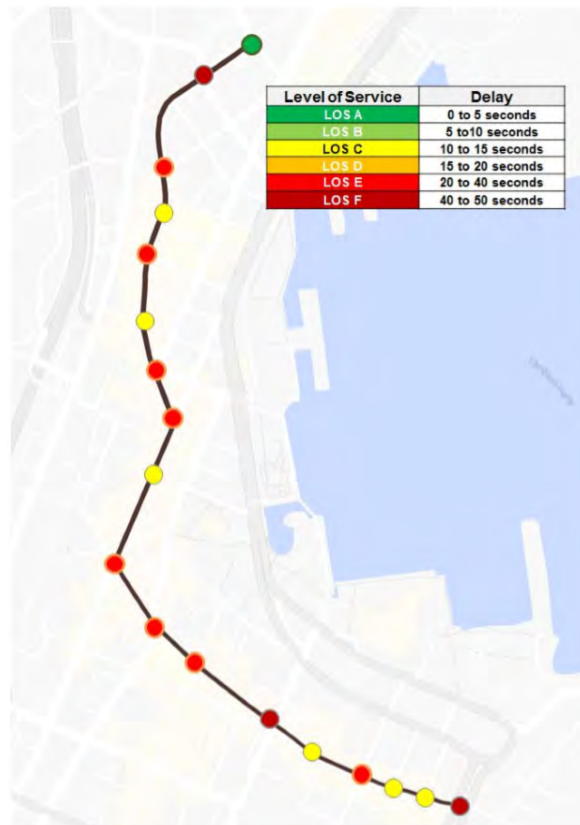 Level of Service Delay
LOS A 0 to 5 seconds
LOS B 5 to10 seconds
LOS C 10 to 15 seconds
LOS D 15 to 20 seconds
LOS E 20 to 40 seconds
LOS F 40 to 50 seconds